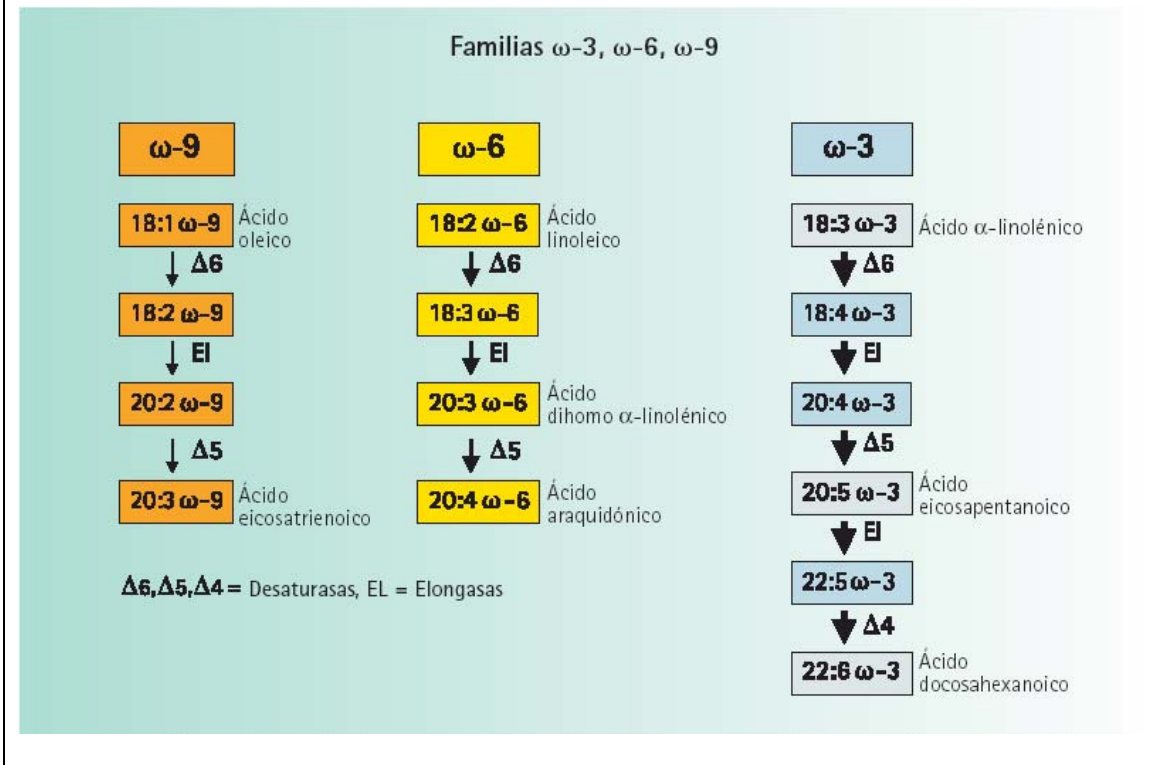 Familias ω-3, ω-6, ω-9
ω-9
18:1 ω-9
Ácido
oleico
Δ6
18:2 ω-9
El
20:2 ω-9
Δ5
20:3 ω-9
Ácido
eicosatrienoico
ω-6
18:2 ω-6
Ácido
linoleico
Δ6
18:3 ω-6
El
20:3 ω-6
Ácido
dihomo α-linolénico
Δ5
20:4 ω-6
Ácido
araquidónico
ω-3
18:3 ω-3
Ácido α-linolénico
Δ6
18:4 ω-3
El
20:4 ω-3
Δ5
20:5 ω-3
Ácido
eicosapentanoico
El
22:5 ω-3
Δ4
22:6 ω-3
Ácido
docosahexanoico
Δ6,Δ5,Δ4 = Desaturasas, EL = Elongasas